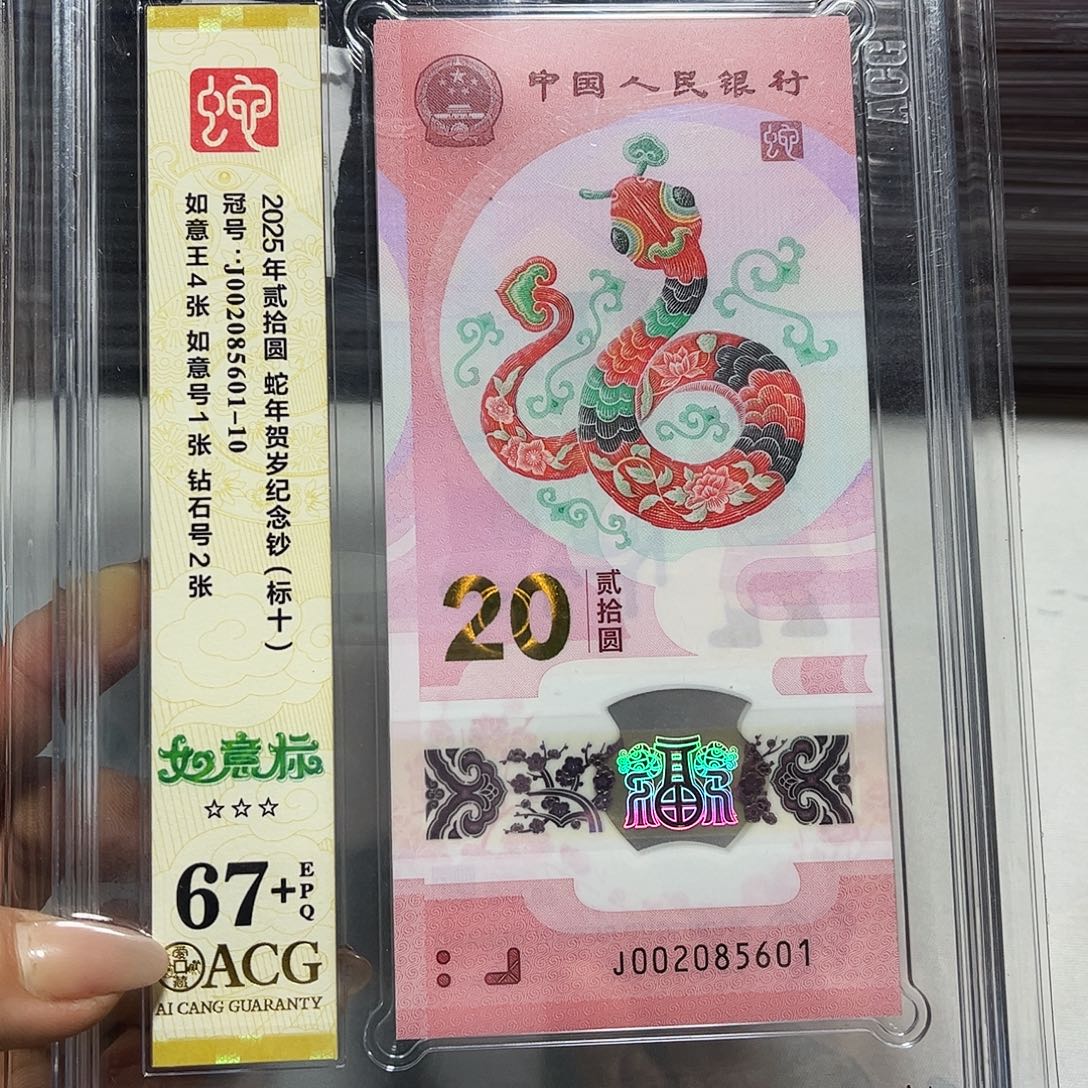 蛇
2025年贰拾圆 蛇年贺岁纪念钞（标十）
冠号：J002085601-10
如意王4张 如意号1张 钻石号2张
如意标
☆☆☆
67+ EPQ
ACG
AI CANG GUARANTY
中国人民银行
蛇
20 贰拾圆
J002085601
ACG